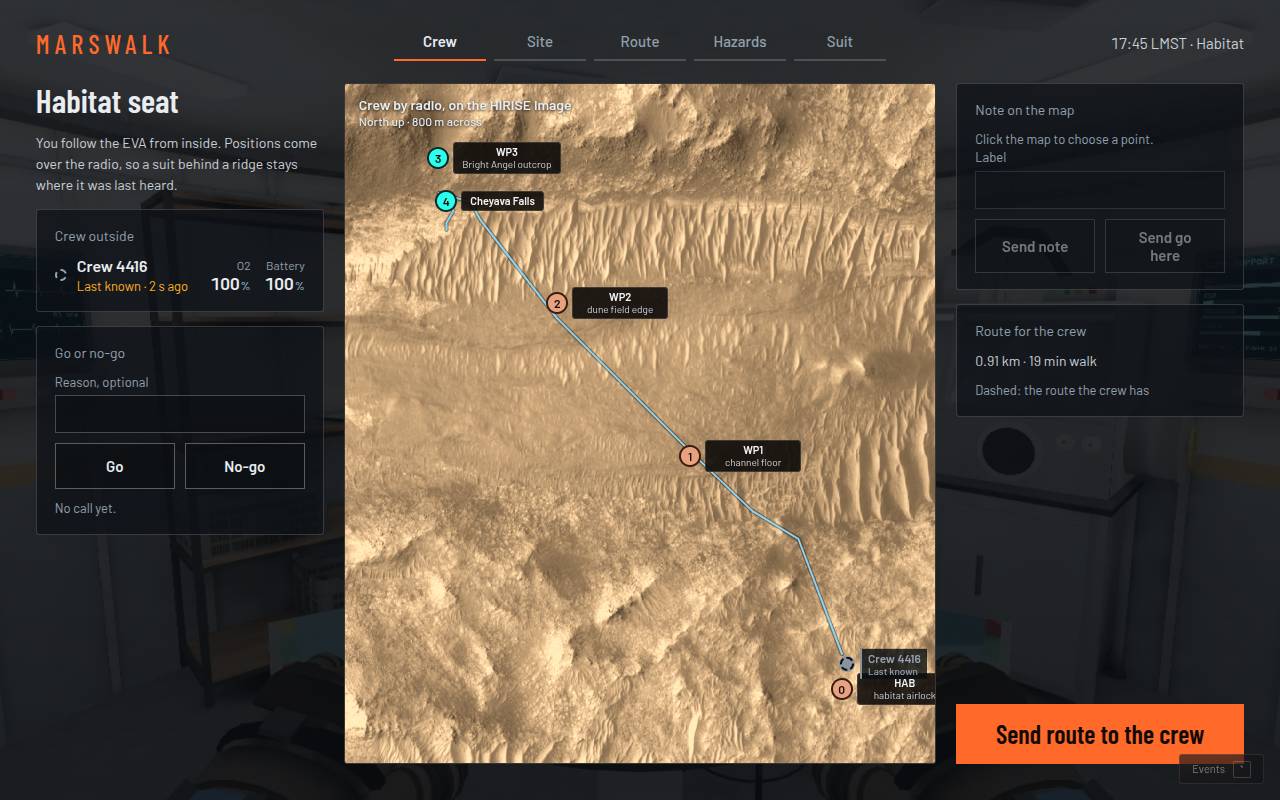 MARSWALK
Crew
Site
Route
Hazards
Suit
17:45 LMST · Habitat
Habitat seat
You follow the EVA from inside. Positions come
over the radio, so a suit behind a ridge stays
where it was last heard.
Crew outside
Crew 4416
Last known · 2 s ago
O2
100%
Battery
100%
Go or no-go
Reason, optional
Go
No-go
No call yet.
Crew by radio, on the HIRISE image.
North up · 800 m across
3
WP3
Bright Angel outcrop
4
Cheyava Falls
2
WP2
dune field edge
1
WP1
channel floor
Crew 4416
Last known
0
HAB
habitat airlock
Note on the map
Click the map to choose a point.
Label
Send note
Send go
here
Route for the crew
0.91 km · 19 min walk
Dashed: the route the crew has
Send route to the crew
Events